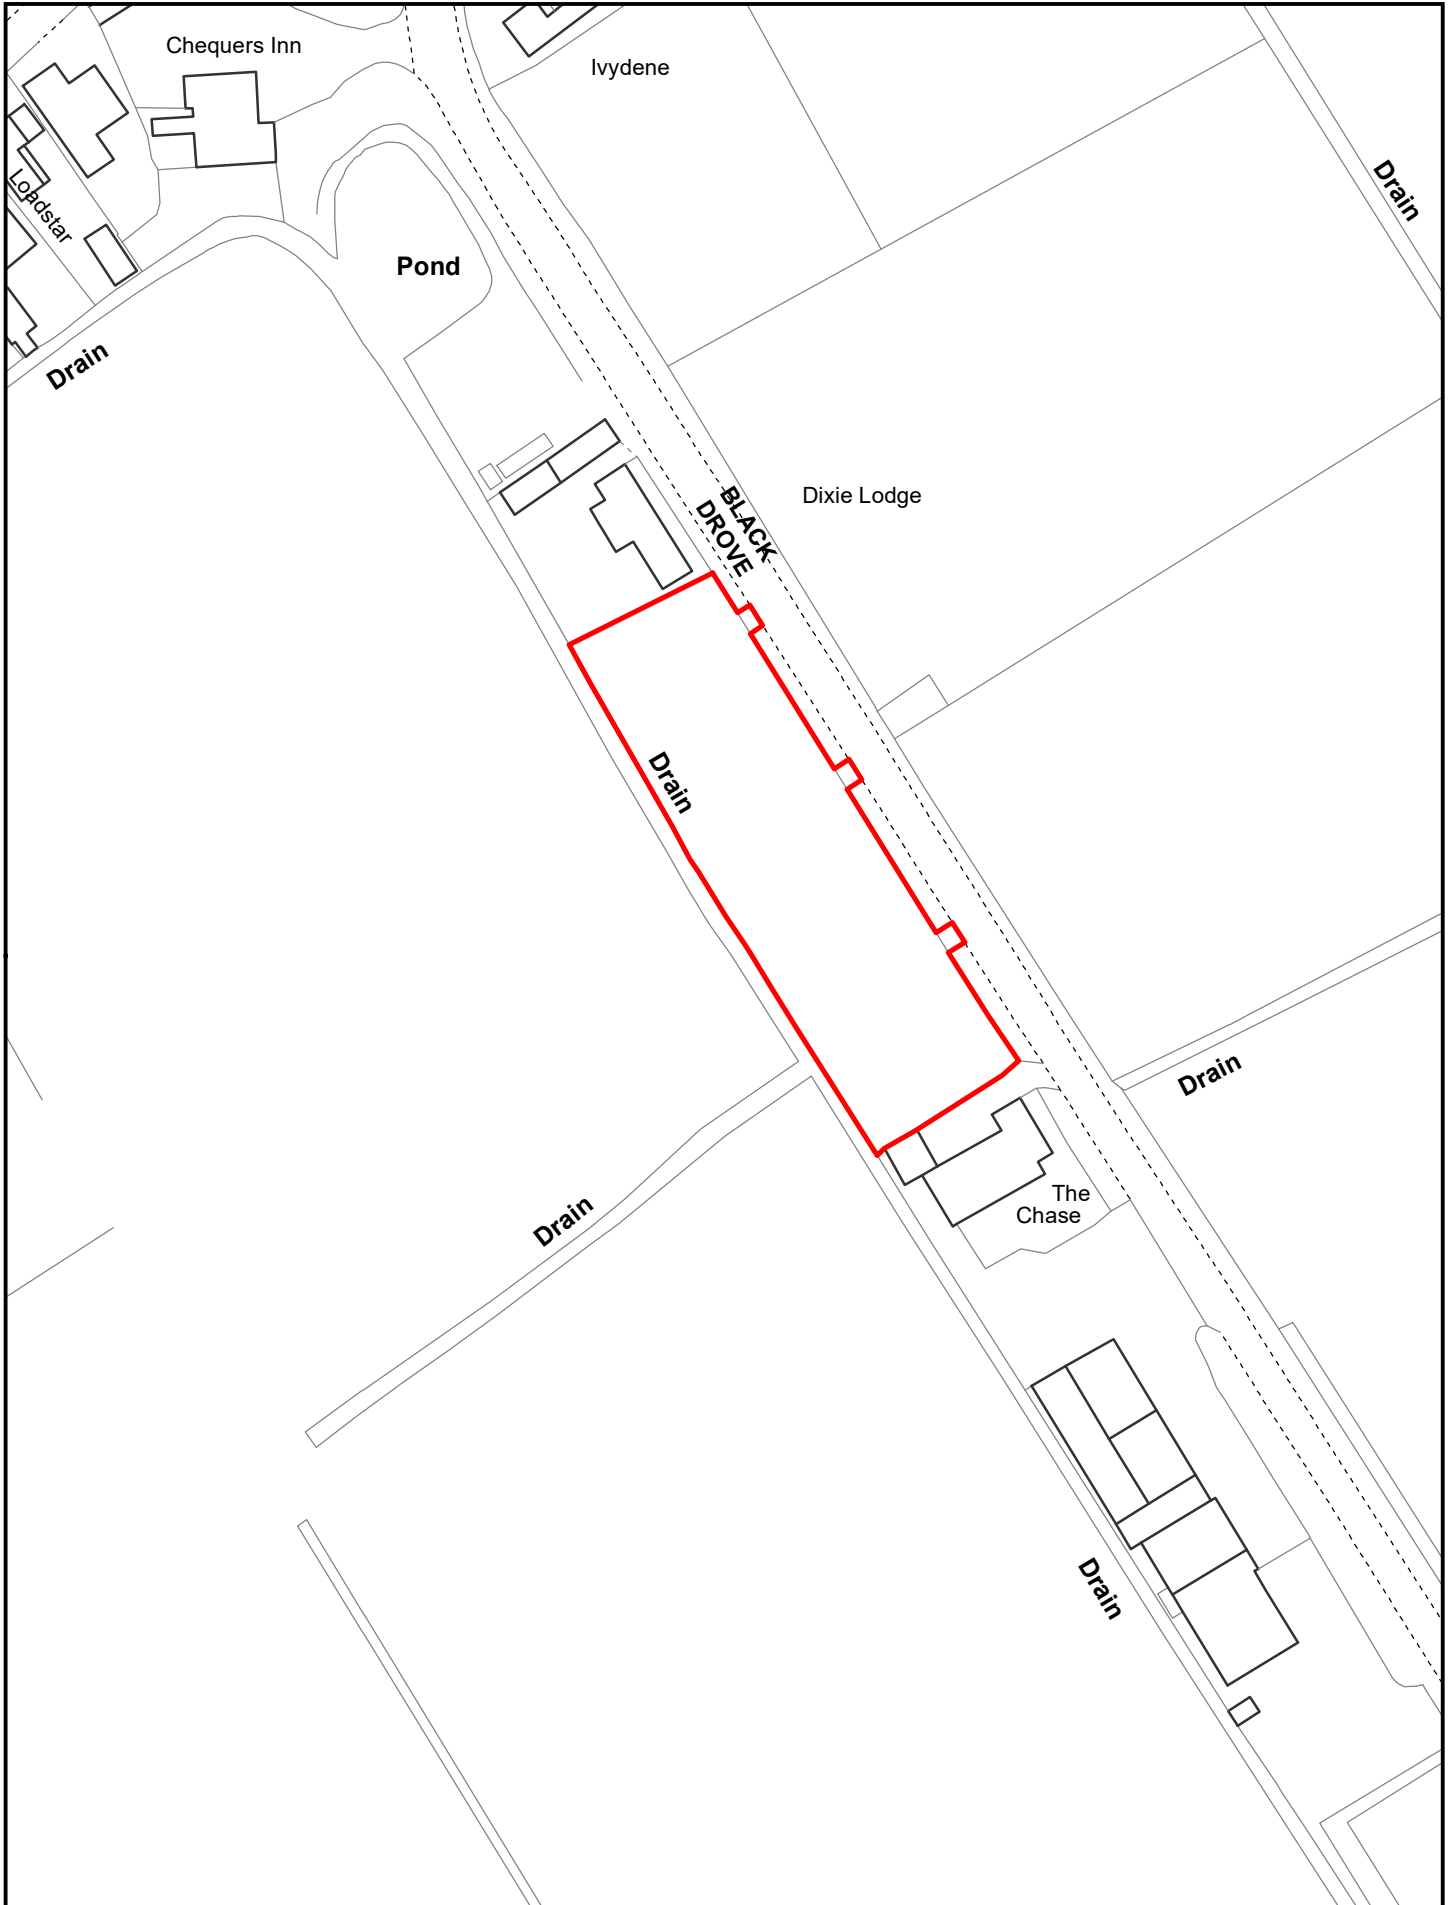 Chequers Inn
Ivydene
Drain
Loadstar
Pond
Drain
BLACK
DROVE
Dixie Lodge
Drain
Drain
The
Chase
Drain
Drain